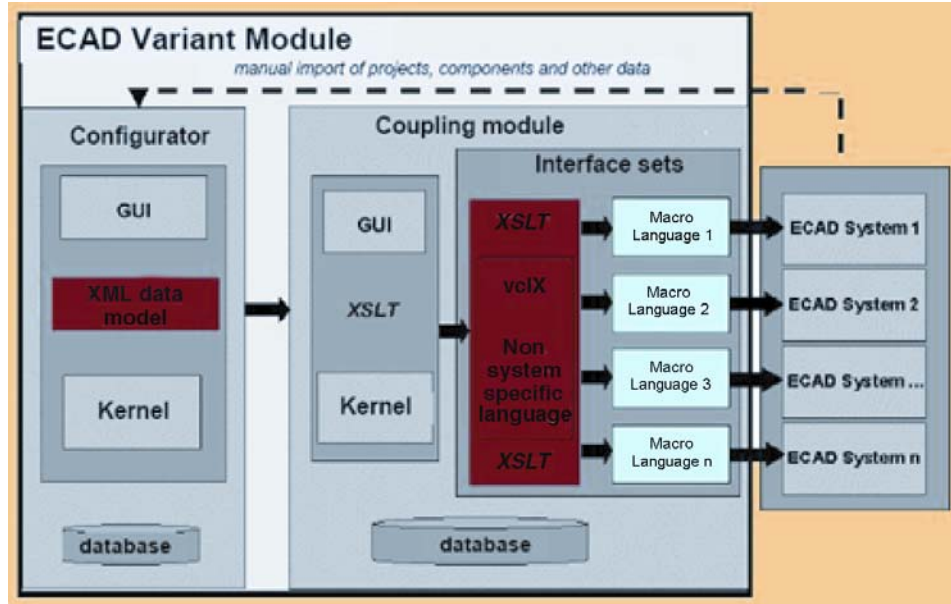 ECAD Variant Module
manual import of projects, components and other data
Configurator
GUI
XML data
model
Kernel
database
Coupling module
GUI
XSLT
Kernel
database
Interface sets
XSLT
vclX
Non
system
specific
language
XSLT
Macro
Language 1
Macro
Language 2
Macro
Language 3
Macro
Language n
ECAD System 1
ECAD System 2
ECAD System ...
ECAD System n